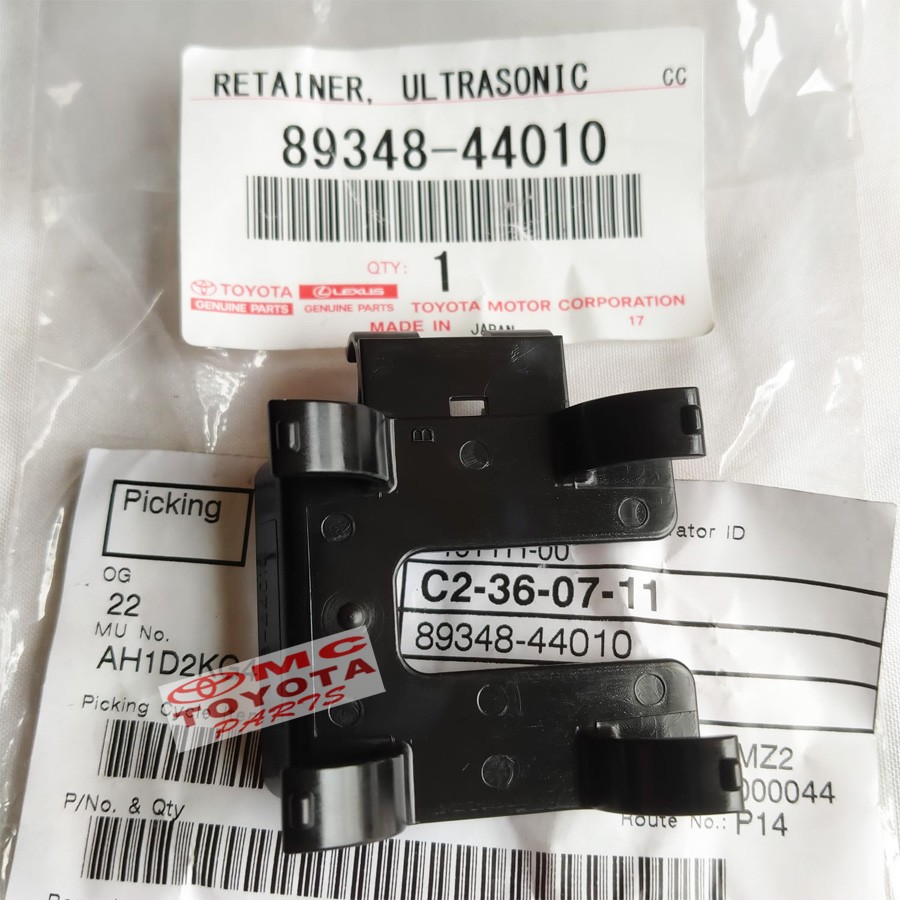 RETAINER, ULTRASONIC CC
89348-44010
QTY: 1
TOYOTA LEXUS
GENUINE PARTS GENUINE PARTS TOYOTA MOTOR CORPORATION
MADE IN JAPAN 17
B
Picking
ator ID
OG
22
C2-36-07-11
MU No.
89348-44010
AH1D2KG
MC
TOYOTA
PARTS
Picking Cycle
MZ2
000044
P/No. & Qty
Route No.: P14